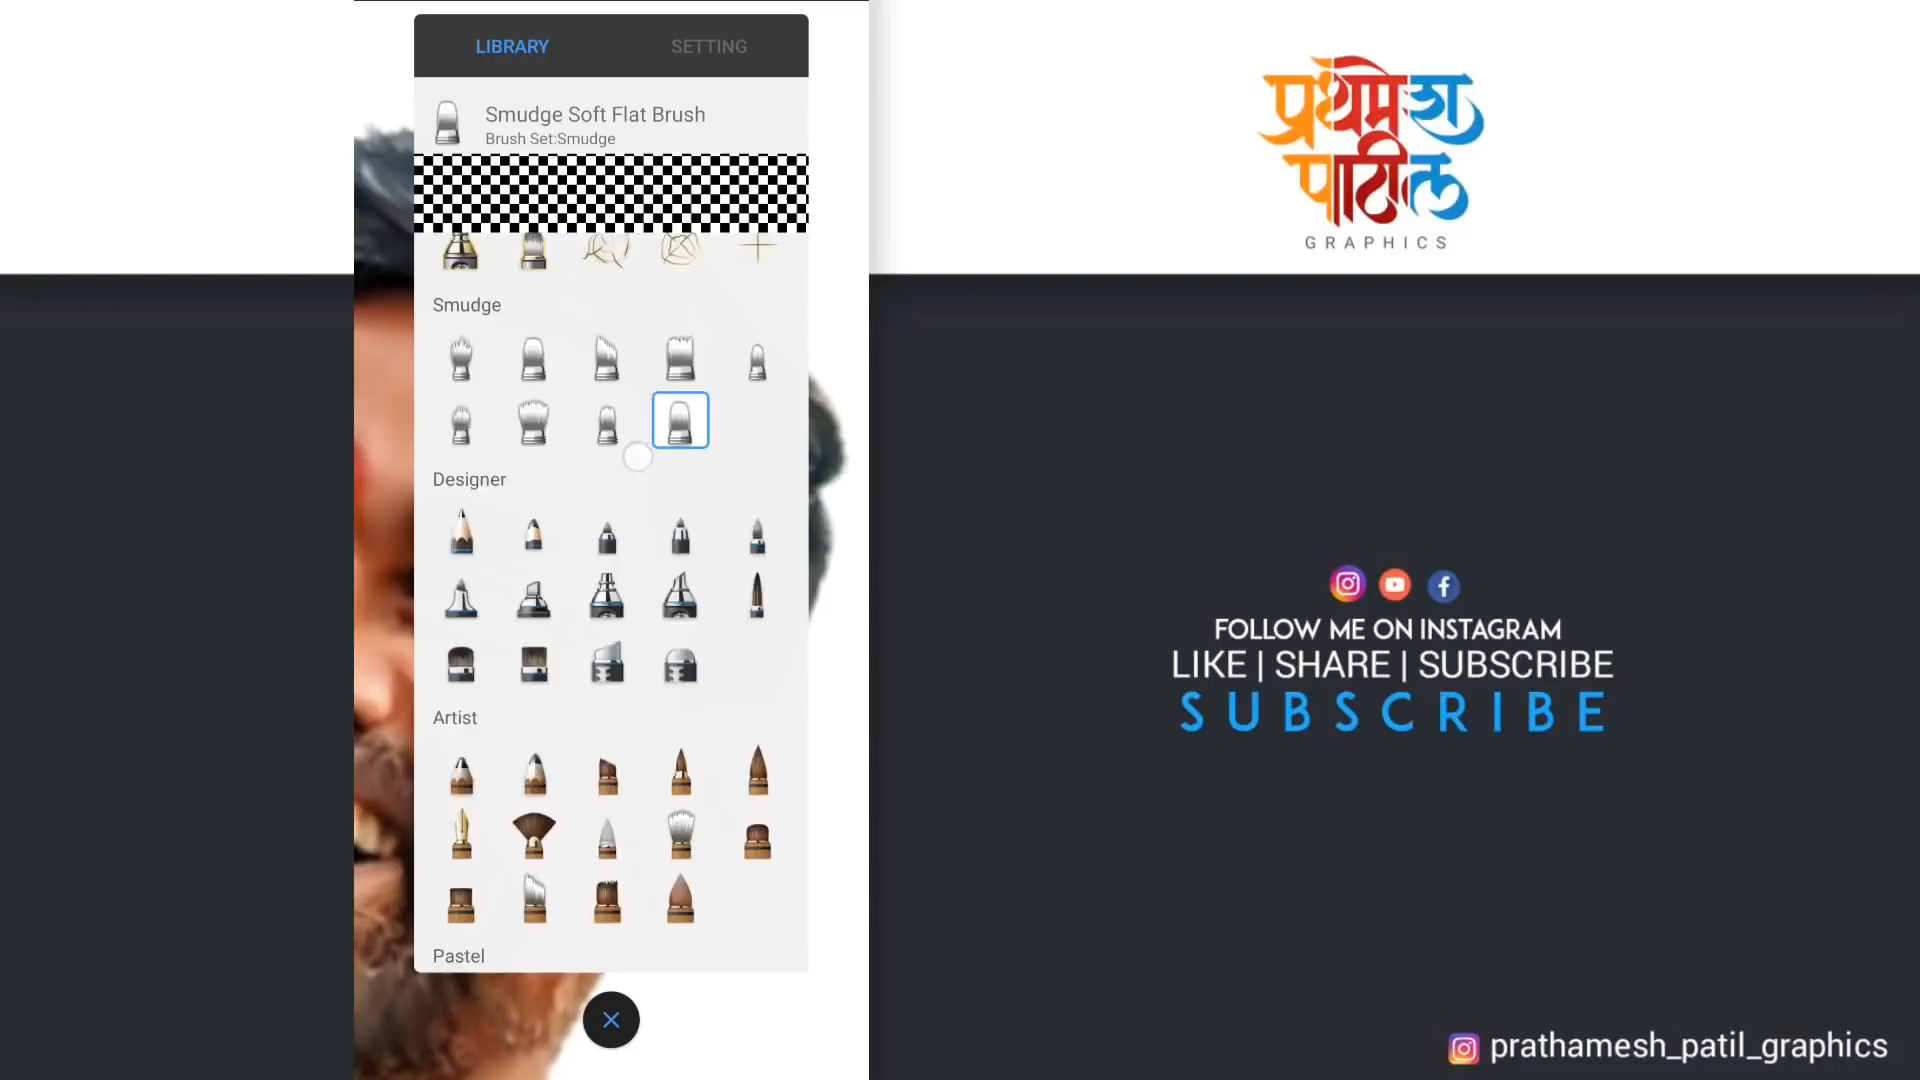 LIBRARY
SETTING
Smudge Soft Flat Brush
Brush Set:Smudge
Smudge
Designer
Artist
Pastel
प्रथमेश
पाटील
GRAPHICS
FOLLOW ME ON INSTAGRAM
LIKE | SHARE | SUBSCRIBE
SUBSCRIBE
prathamesh_patil_graphics